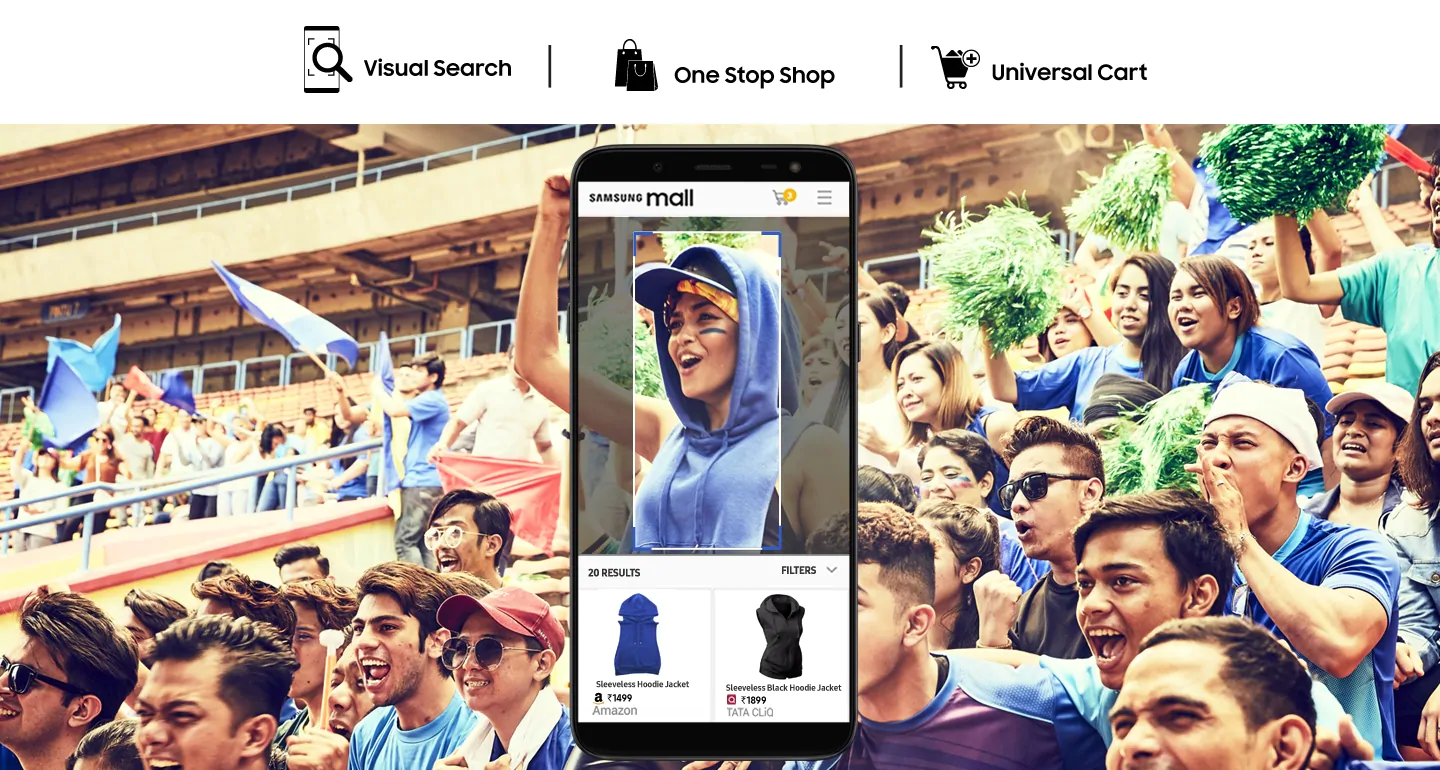 Visual Search
One Stop Shop
Universal Cart
SAMSUNG mall
3
20 RESULTS
FILTERS
Sleeveless Hoodie Jacket
a ₹1499
Amazon
Sleeveless Black Hoodie Jacket
₹1899
TATA CLiQ